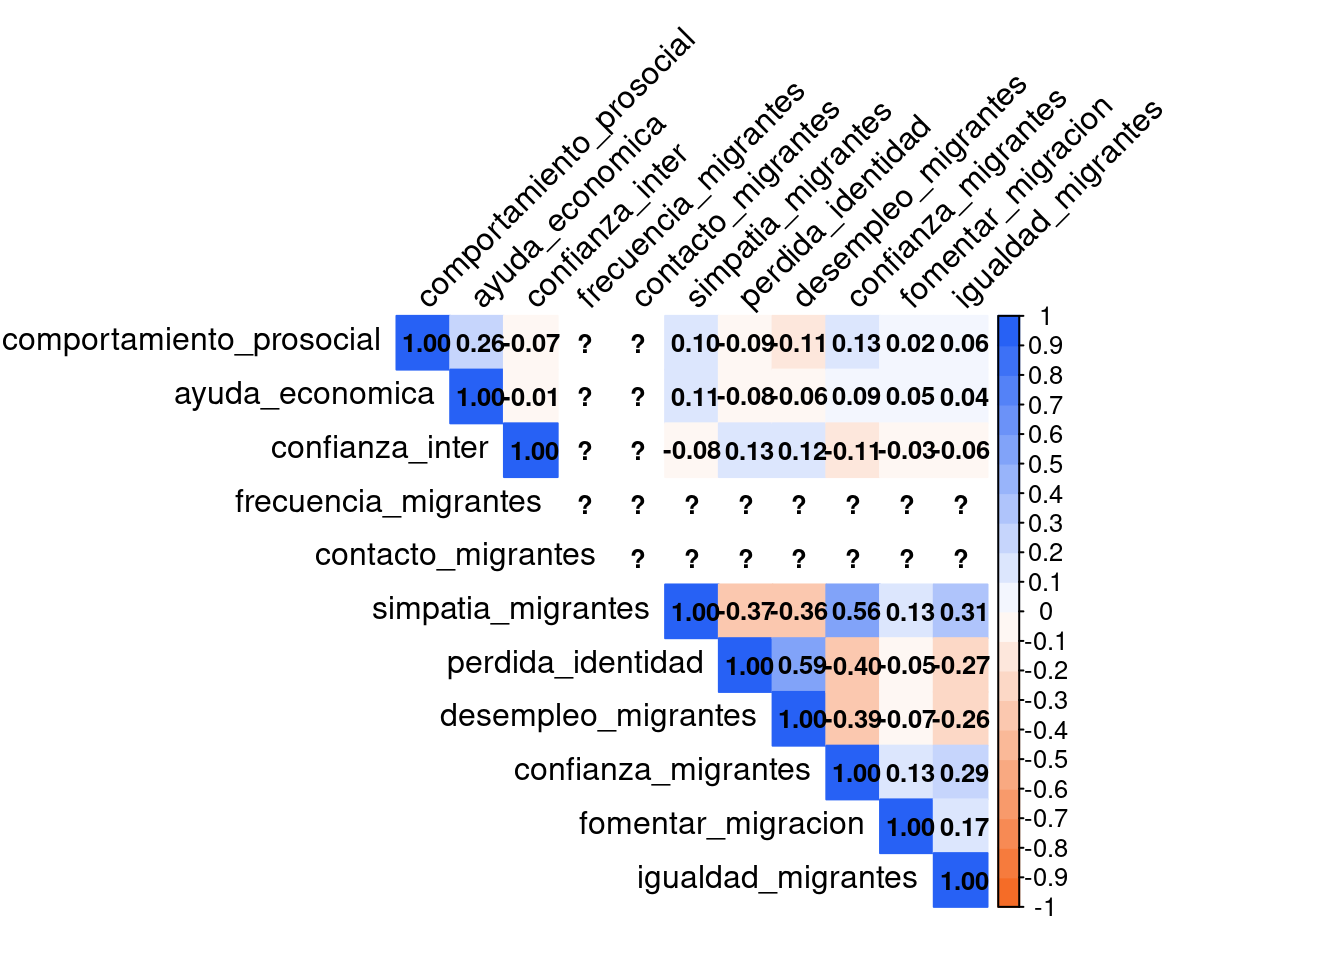 comportamiento_prosocial
ayuda_economica
confianza_inter
frecuencia_migrantes
contacto_migrantes
simpatia_migrantes
perdida_identidad
desempleo_migrantes
confianza_migrantes
fomentar_migracion
igualdad_migrantes
comportamiento_prosocial 1.00 0.26 -0.07 ? ? 0.10 -0.09 -0.11 0.13 0.02 0.06
ayuda_economica 1.00 -0.01 ? ? 0.11 -0.08 -0.06 0.09 0.05 0.04
confianza_inter 1.00 ? ? -0.08 0.13 0.12 -0.11 -0.03 -0.06
frecuencia_migrantes ? ? ? ? ? ? ? ?
contacto_migrantes ? ? ? ? ? ? ?
simpatia_migrantes 1.00 -0.37 -0.36 0.56 0.13 0.31
perdida_identidad 1.00 0.59 -0.40 -0.05 -0.27
desempleo_migrantes 1.00 -0.39 -0.07 -0.26
confianza_migrantes 1.00 0.13 0.29
fomentar_migracion 1.00 0.17
igualdad_migrantes 1.00
1
0.9
0.8
0.7
0.6
0.5
0.4
0.3
0.2
0.1
0
-0.1
-0.2
-0.3
-0.4
-0.5
-0.6
-0.7
-0.8
-0.9
-1